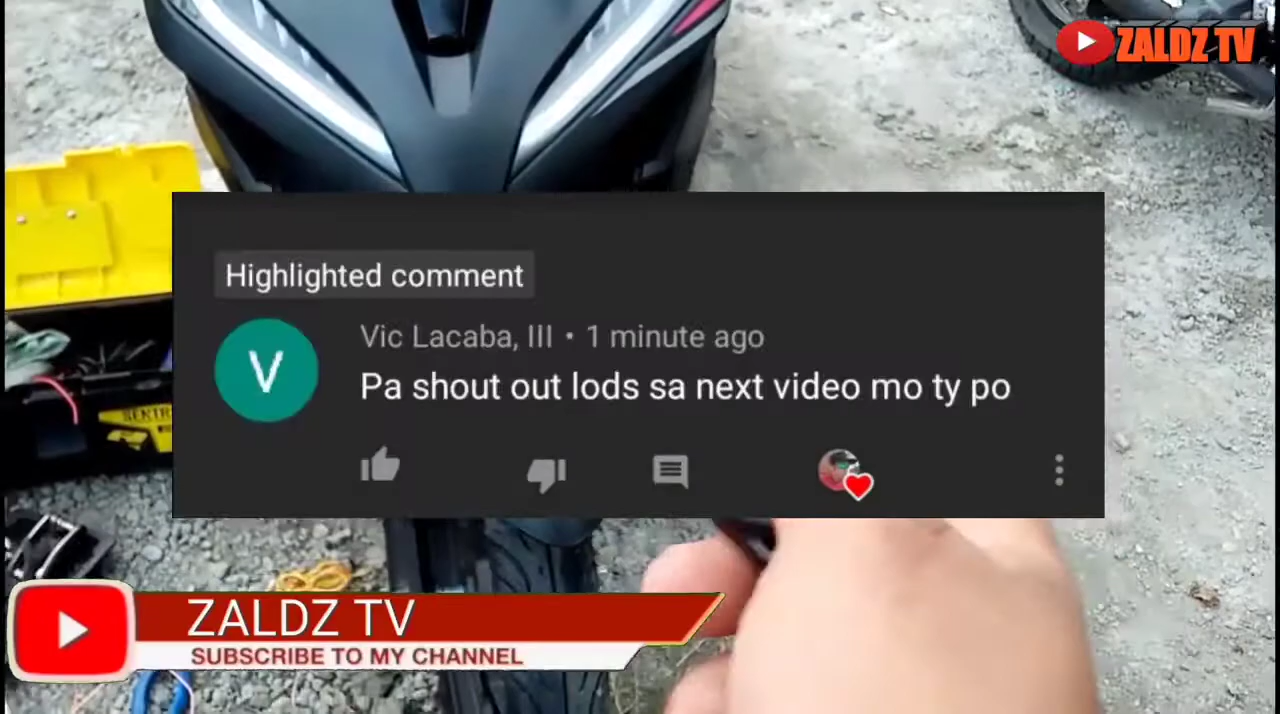 ZALDZ TV
Highlighted comment
Vic Lacaba, III • 1 minute ago
V
Pa shout out lods sa next video mo ty po
ZALDZ TV
SUBSCRIBE TO MY CHANNEL